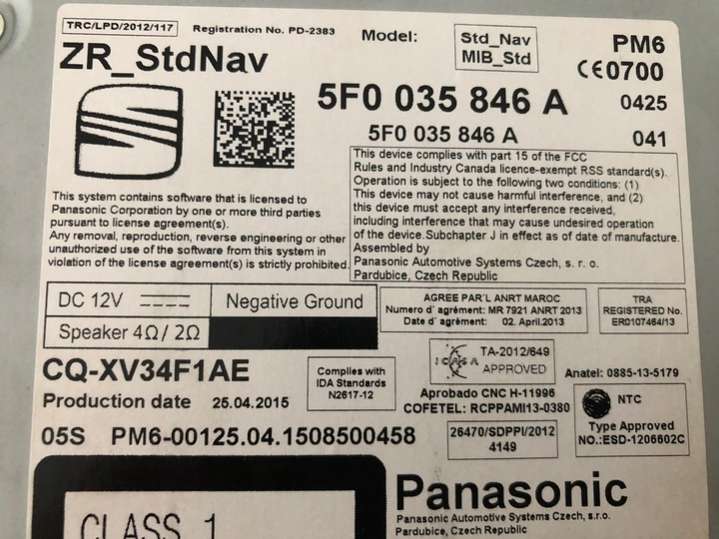 TRC/LPD/2012/117
Registration No. PD-2383
Model:
Std_Nav
MIB_Std
PM6
CE0700
ZR_StdNav
5F0 035 846 A
0425
5F0 035 846 A
041
This device complies with part 15 of the FCC
Rules and Industry Canada licence-exempt RSS standard(s).
Operation is subject to the following two conditions: (1)
This device may not cause harmful interference, and (2)
this device must accept any interference received,
including interference that may cause undesired operation
of the device.Subchapter J in effect as of date of manufacture.
Assembled by
Panasonic Automotive Systems Czech, s. r. o.
Pardubice, Czech Republic
This system contains software that is licensed to
Panasonic Corporation by one or more third parties
pursuant to license agreement(s).
Any removal, reproduction, reverse engineering or other
unauthorized use of the software from this system in
violation of the license agreement(s) is strictly prohibited.
DC 12V
Negative Ground
Speaker 4Ω/ 2Ω
AGREE PAR'L ANRT MAROC
Numero d' agrément: MR 7921 ANRT 2013
Date d' agrément: 02. April.2013
TRA
REGISTERED No.
ER0107464/13
CQ-XV34F1AE
Production date 25.04.2015
Complies with
IDA Standards
N2617-12
ICASA
TA-2012/649
APPROVED
Anatel: 0885-13-5179
Aprobado CNC H-11996
COFETEL: RCPPAMI13-0380
NTC
Type Approved
NO.:ESD-1206602C
05S PM6-00125.04.1508500458
26470/SDPPI/2012
4149
CLASS 1
Panasonic
Panasonic Automotive Systems Czech, s.r.o.
Pardubice, Czech Republic